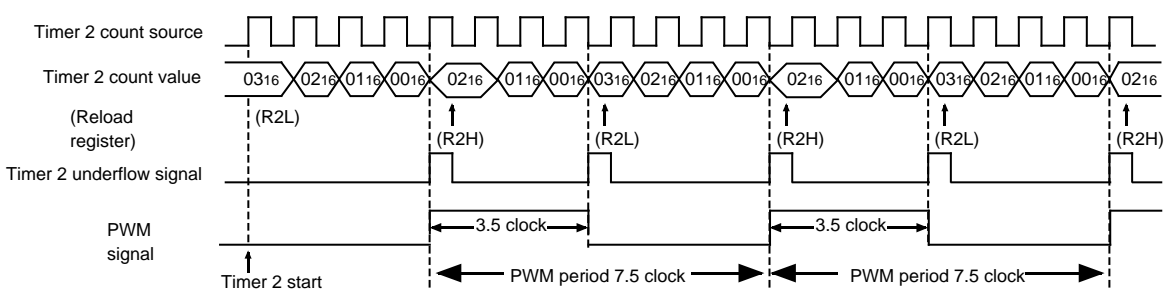 Timer 2 count source
Timer 2 count value
03₁₆ 02₁₆ 01₁₆ 00₁₆ 02₁₆ 01₁₆ 00₁₆ 03₁₆ 02₁₆ 01₁₆ 00₁₆ 02₁₆ 01₁₆ 00₁₆ 03₁₆ 02₁₆ 01₁₆ 00₁₆ 02₁₆
(Reload
register)
(R2L) (R2H) (R2L) (R2H) (R2L) (R2H)
Timer 2 underflow signal
PWM
signal
3.5 clock 3.5 clock
Timer 2 start
PWM period 7.5 clock PWM period 7.5 clock